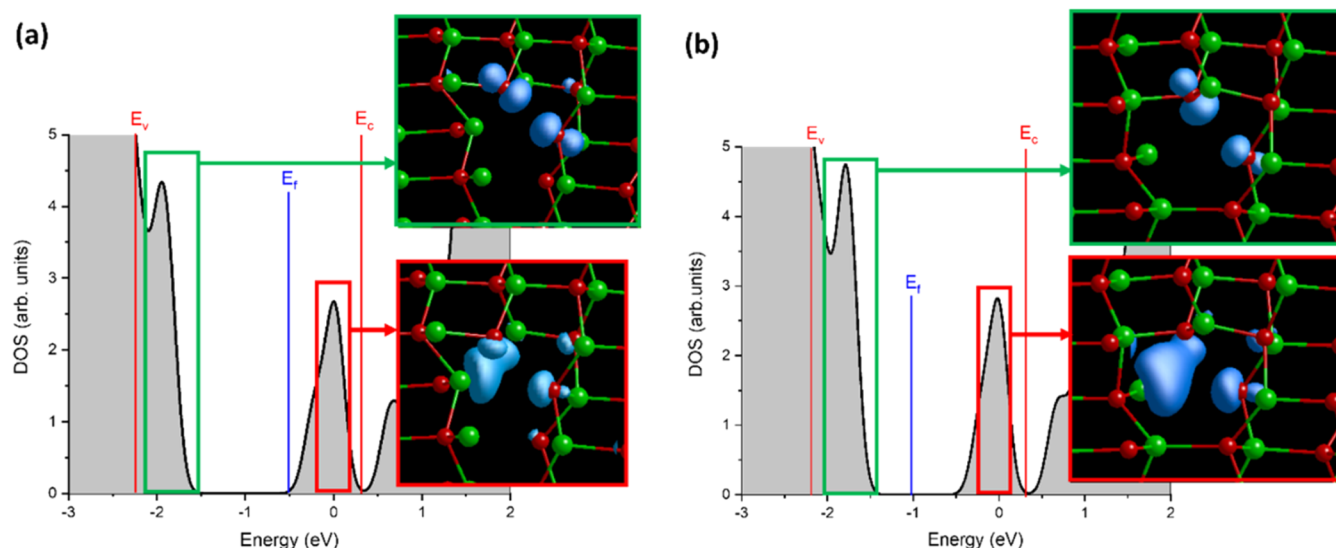 (a)
E_v
E_f
E_c
5
4
3
2
1
0
DOS (arb. units)
-3
-2
-1
0
1
2
Energy (eV)
(b)
E_v
E_f
E_c
5
4
3
2
1
0
DOS (arb.units)
-3
-2
-1
0
1
2
Energy (eV)